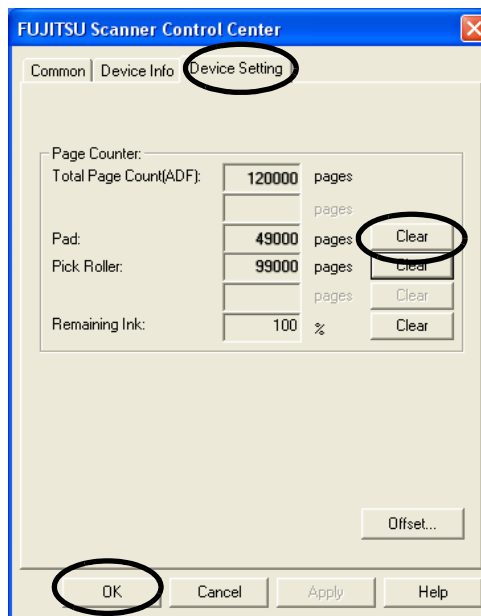 FUJITSU Scanner Control Center
Common Device Info Device Setting
Page Counter:
Total Page Count(ADF): 120000 pages
pages
Pad: 49000 pages Clear
Pick Roller: 99000 pages Clear
pages Clear
Remaining Ink: 100 % Clear
Offset...
OK Cancel Apply Help